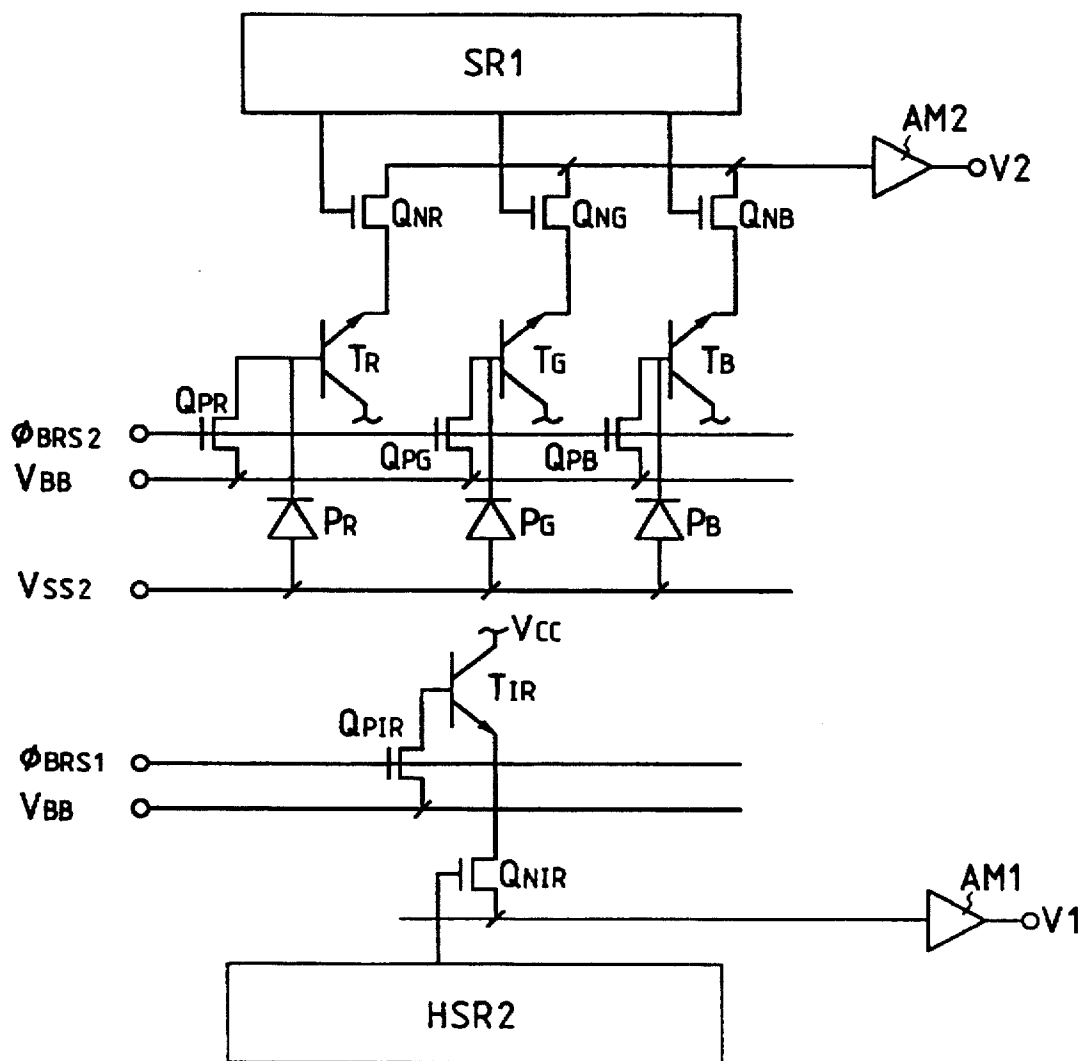 SR1
AM2
V2
QNR
QNG
QNB
TR
TG
TB
QPR
ϕBRS2
QPG
QPB
VBB
PR
PG
PB
VSS2
VCC
TIR
QPIR
ϕBRS1
VBB
QNIR
AM1
V1
HSR2